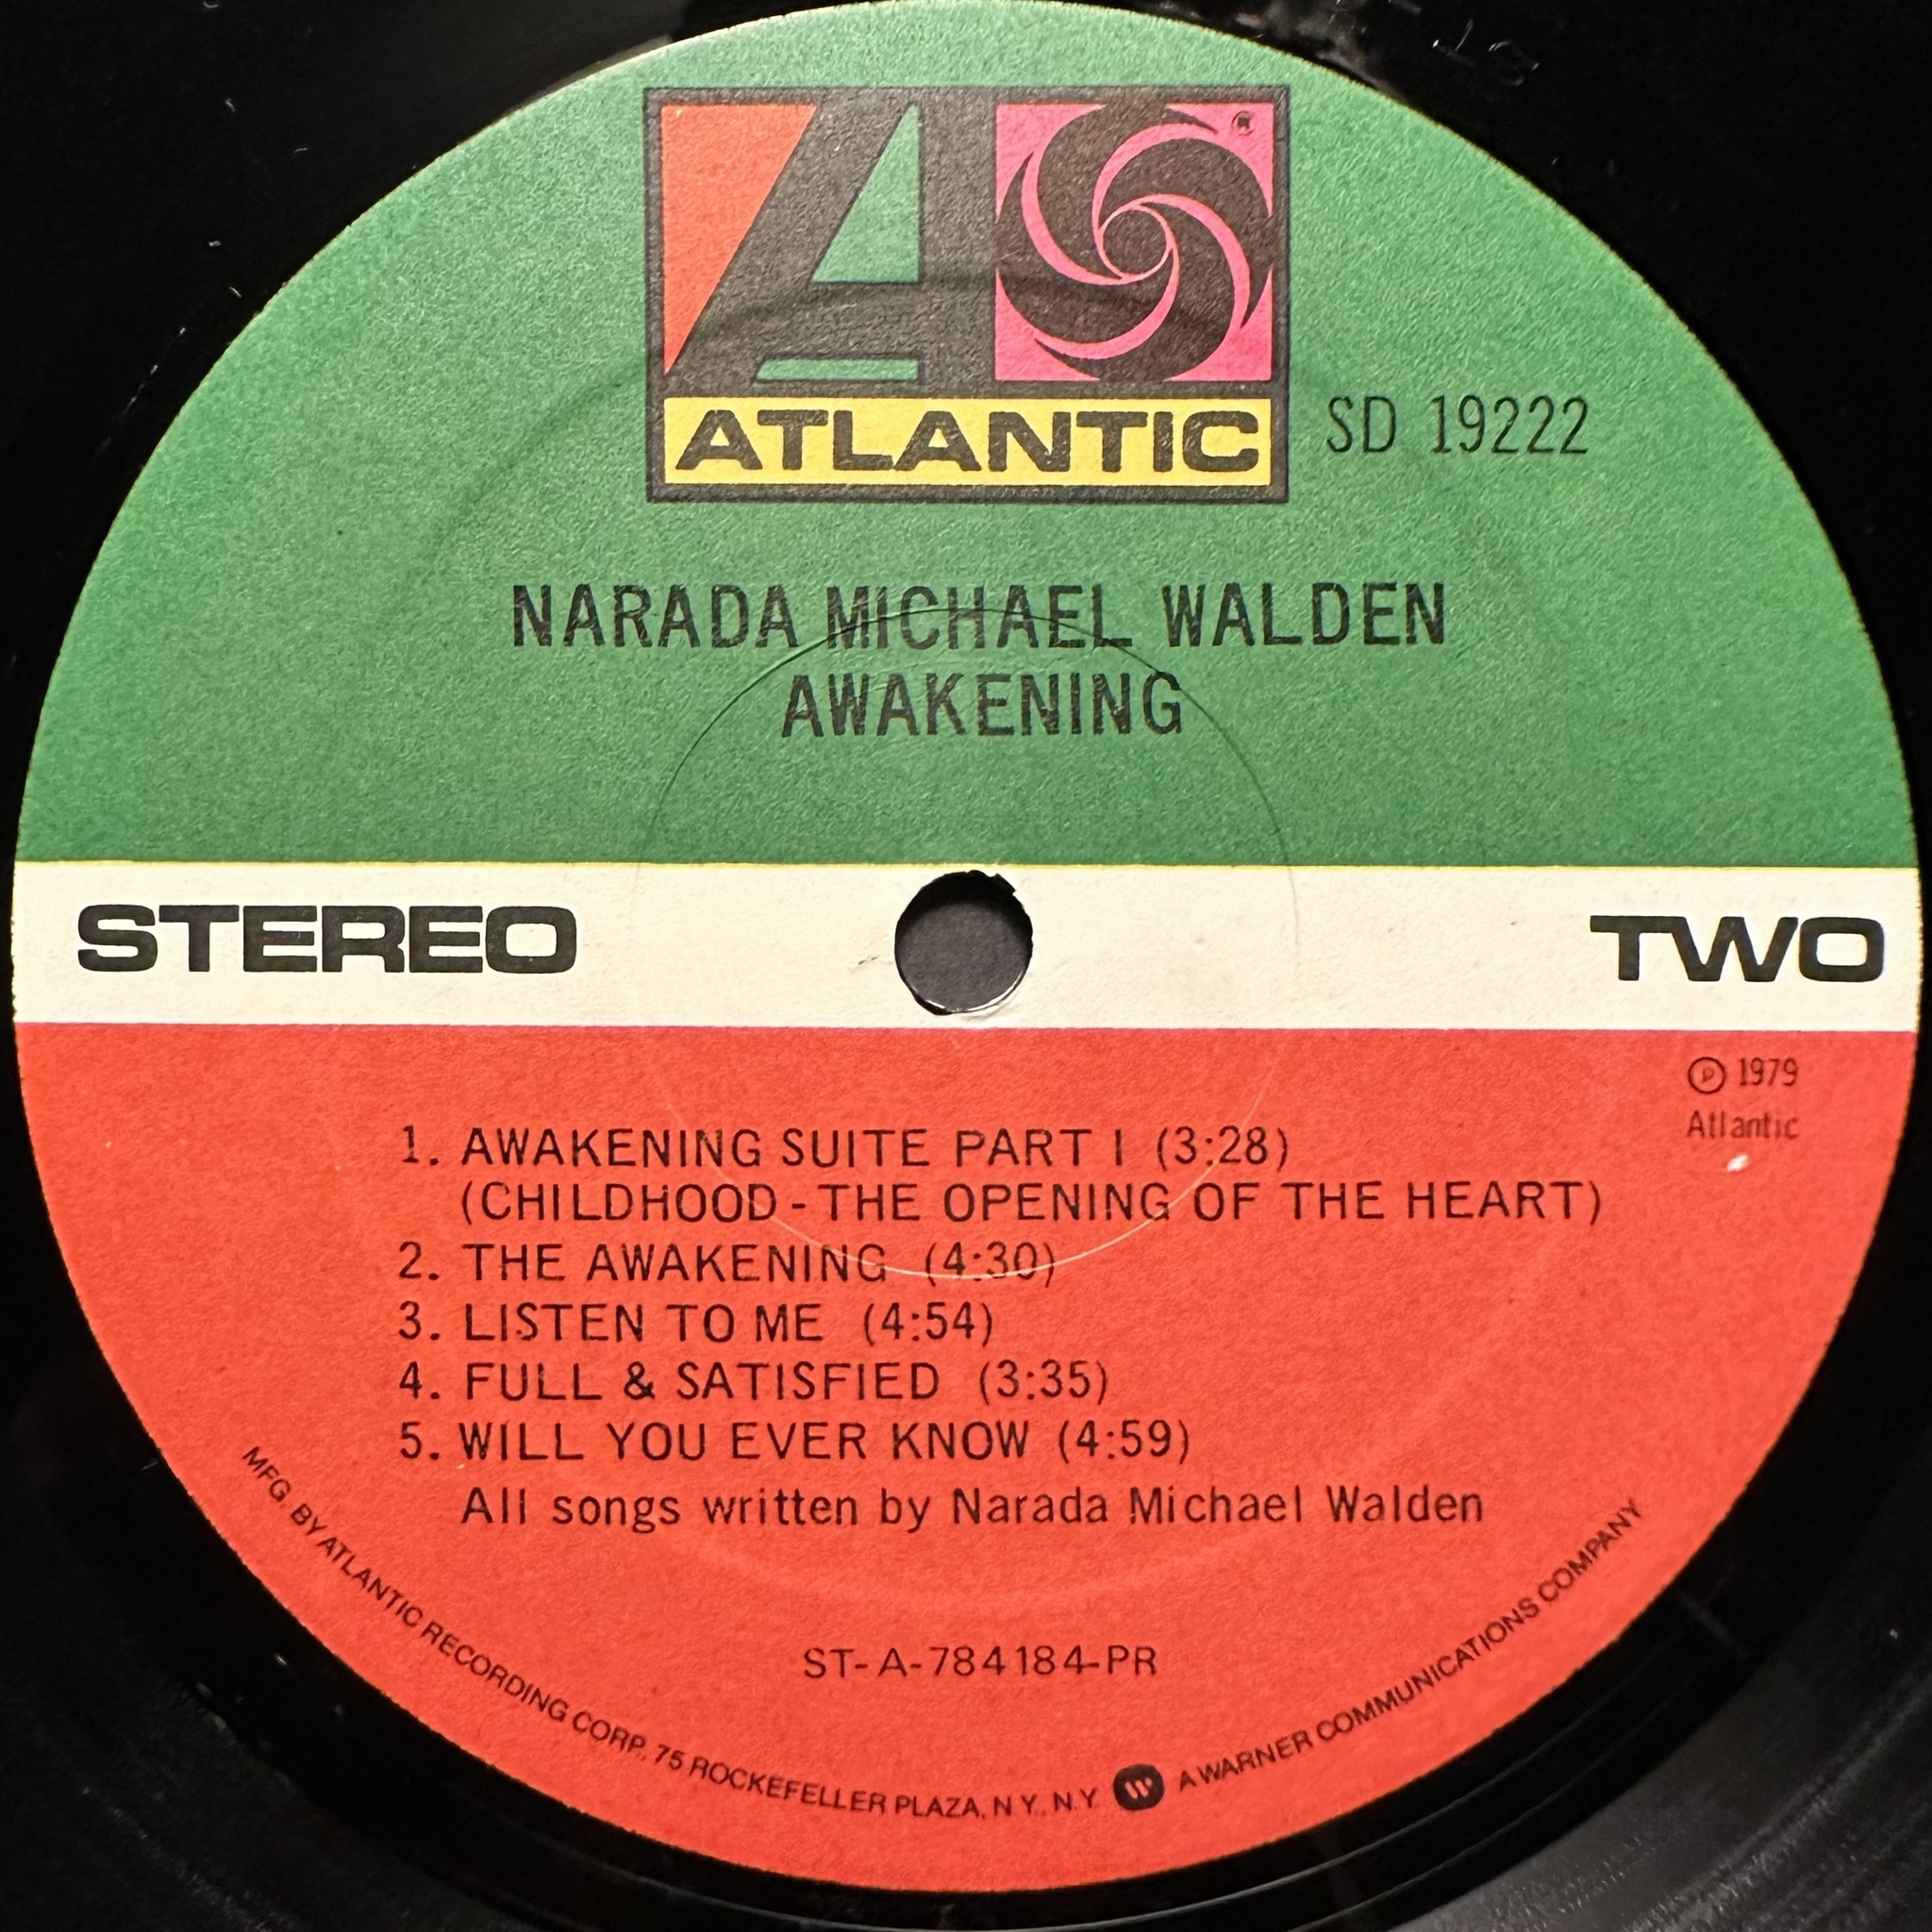 ATLANTIC
®
SD 19222
NARADA MICHAEL WALDEN
AWAKENING
STEREO
TWO
℗ 1979
Atlantic
1. AWAKENING SUITE PART I (3:28)
(CHILDHOOD - THE OPENING OF THE HEART)
2. THE AWAKENING (4:30)
3. LISTEN TO ME (4:54)
4. FULL & SATISFIED (3:35)
5. WILL YOU EVER KNOW (4:59)
All songs written by Narada Michael Walden
ST-A-784184-PR
MFG. BY ATLANTIC RECORDING CORP. 75 ROCKEFELLER PLAZA, N.Y. N.Y. W A WARNER COMMUNICATIONS COMPANY